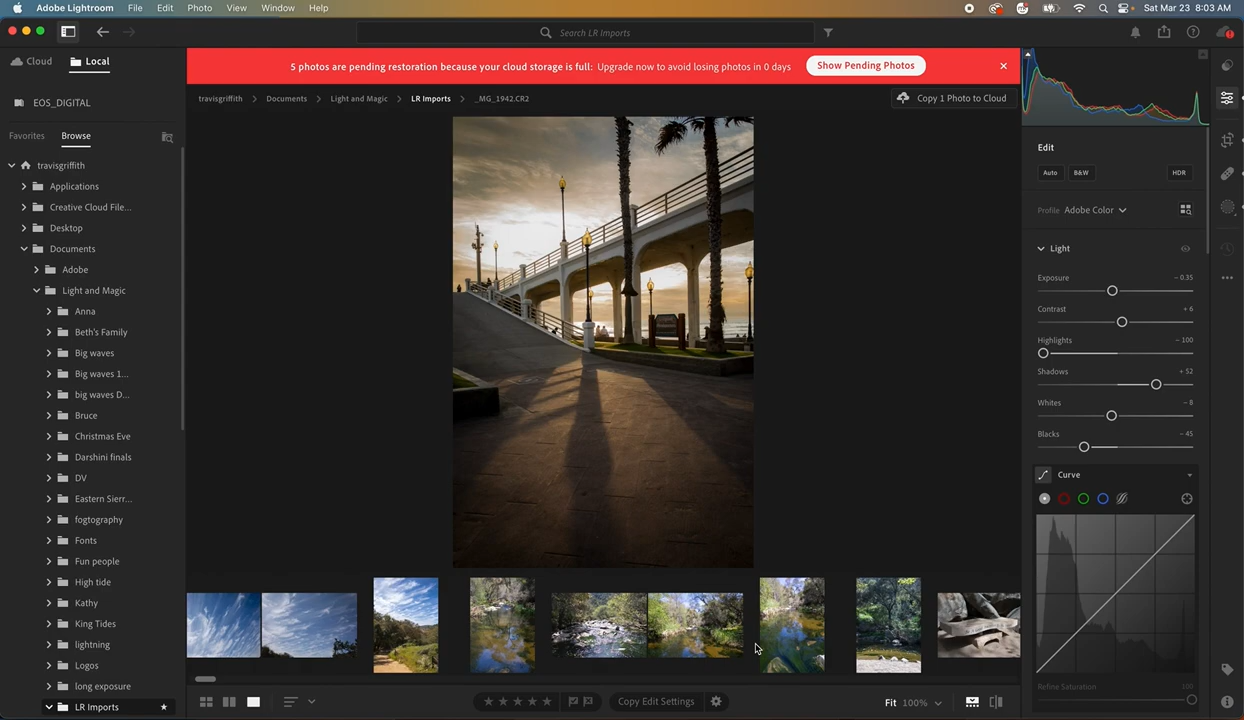 Adobe Lightroom File Edit Photo View Window Help Sat Mar 23 8:03 AM
Search LR Imports
Cloud Local
5 photos are pending restoration because your cloud storage is full: Upgrade now to avoid losing photos in 0 days Show Pending Photos
travisgriffith > Documents > Light and Magic > LR Imports > _MG_1942.CR2 Copy 1 Photo to Cloud
EOS_DIGITAL
Favorites Browse
travisgriffith
Applications
Creative Cloud File...
Desktop
Documents
Adobe
Light and Magic
Anna
Beth's Family
Big waves
Big waves 1...
big waves D...
Bruce
Christmas Eve
Darshini finals
DV
Eastern Sierr...
fogtography
Fonts
Fun people
High tide
Kathy
King Tides
lightning
Logos
long exposure
LR Imports
Edit
Auto B&W HDR
Profile Adobe Color
Light
Exposure - 0.35
Contrast + 6
Highlights - 100
Shadows + 52
Whites - 8
Blacks - 45
Curve
Refine Saturation 100
Copy Edit Settings
Fit 100%